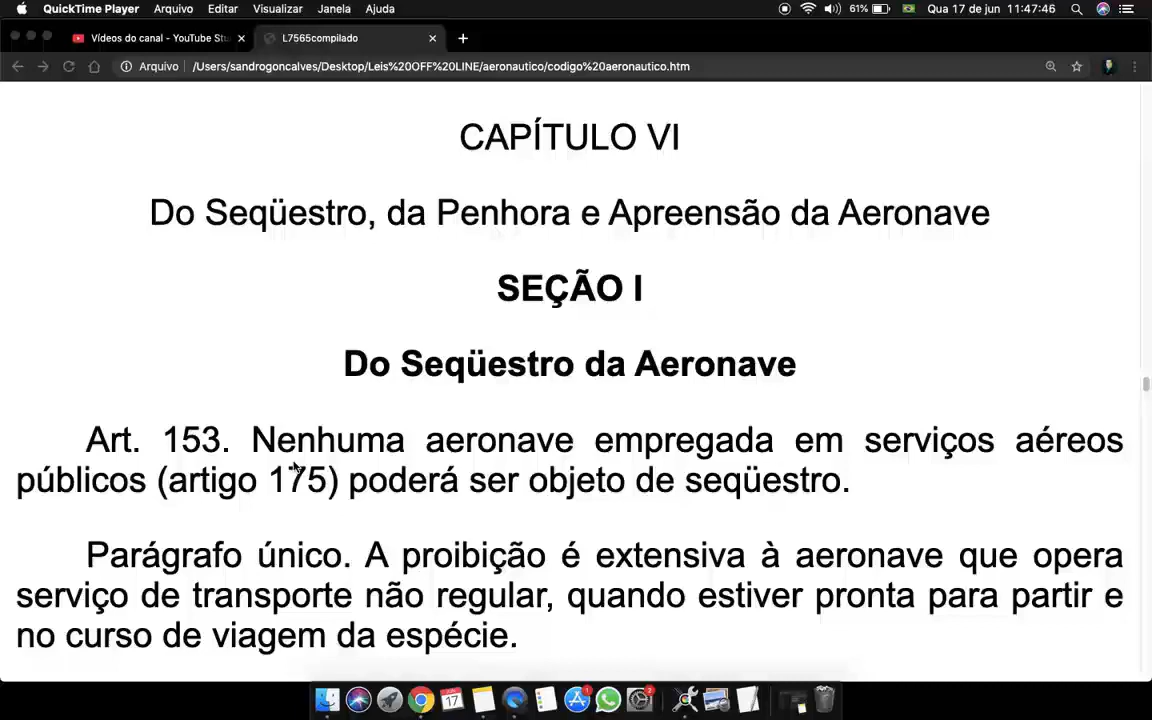 QuickTime Player Arquivo Editar Visualizar Janela Ajuda 61% Qua 17 de jun 11:47:46
Vídeos do canal - YouTube Stu L7565compilado
Arquivo /Users/sandrogoncalves/Desktop/Leis%20OFF%20LINE/aeronautico/codigo%20aeronautico.htm
CAPÍTULO VI
Do Seqüestro, da Penhora e Apreensão da Aeronave
SEÇÃO I
Do Seqüestro da Aeronave
Art. 153. Nenhuma aeronave empregada em serviços aéreos
públicos (artigo 175) poderá ser objeto de seqüestro.
Parágrafo único. A proibição é extensiva à aeronave que opera
serviço de transporte não regular, quando estiver pronta para partir e
no curso de viagem da espécie.
17